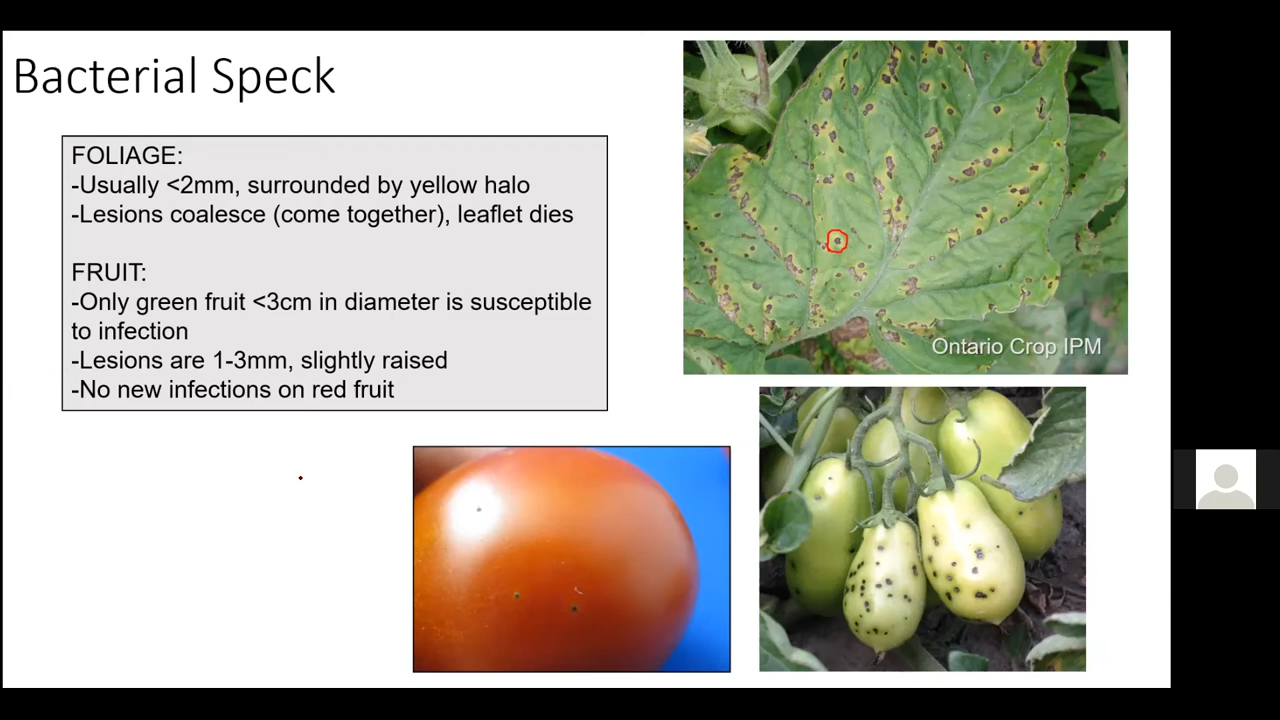 Bacterial Speck
FOLIAGE:
-Usually <2mm, surrounded by yellow halo
-Lesions coalesce (come together), leaflet dies
FRUIT:
-Only green fruit <3cm in diameter is susceptible
to infection
-Lesions are 1-3mm, slightly raised
-No new infections on red fruit
Ontario Crop IPM